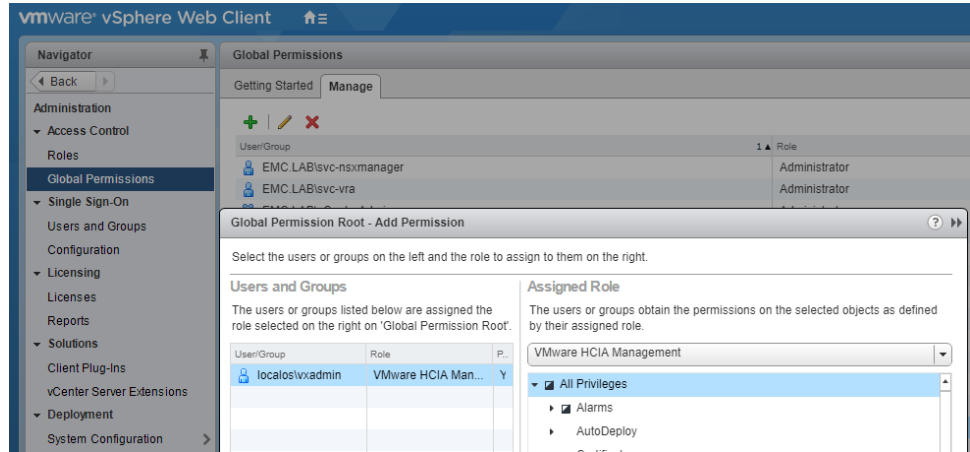 vmware® vSphere Web Client
Navigator
Back
Administration
Access Control
Roles
Global Permissions
Single Sign-On
Users and Groups
Configuration
Licensing
Licenses
Reports
Solutions
Client Plug-Ins
vCenter Server Extensions
Deployment
System Configuration
Global Permissions
Getting Started Manage
User/Group 1 Role
EMC.LAB\svc-nsxmanager Administrator
EMC.LAB\svc-vra Administrator
Global Permission Root - Add Permission ?
Select the users or groups on the left and the role to assign to them on the right.
Users and Groups
The users or groups listed below are assigned the
role selected on the right on 'Global Permission Root'.
User/Group Role P...
localos\vxadmin VMware HCIA Man... Y
Assigned Role
The users or groups obtain the permissions on the selected objects as defined
by their assigned role.
VMware HCIA Management
All Privileges
Alarms
AutoDeploy